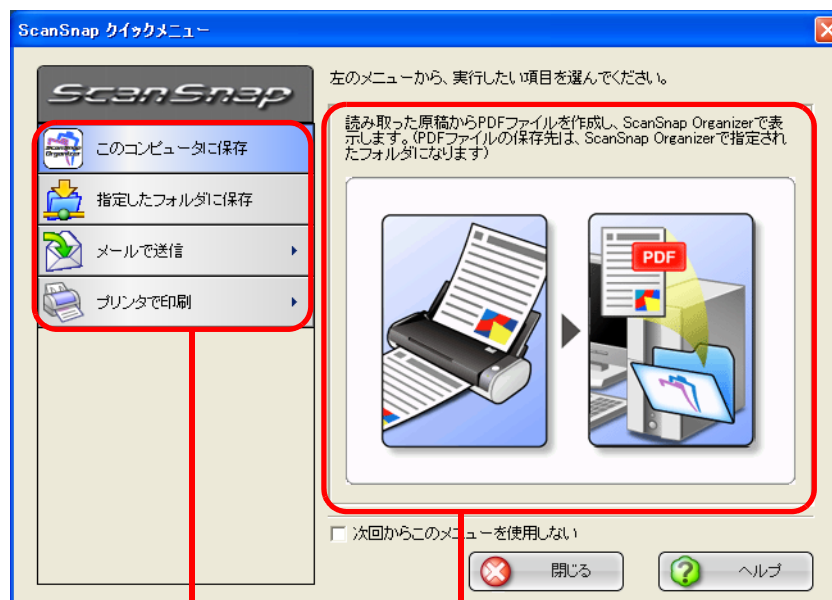 ScanSnap クイックメニュー
ScanSnap
左のメニューから、実行したい項目を選んでください。
このコンピュータに保存
指定したフォルダに保存
メールで送信
プリンタで印刷
読み取った原稿からPDFファイルを作成し、ScanSnap Organizerで表
示します。(PDFファイルの保存先は、ScanSnap Organizerで指定され
たフォルダになります)
PDF
次回からこのメニューを使用しない
閉じる
ヘルプ